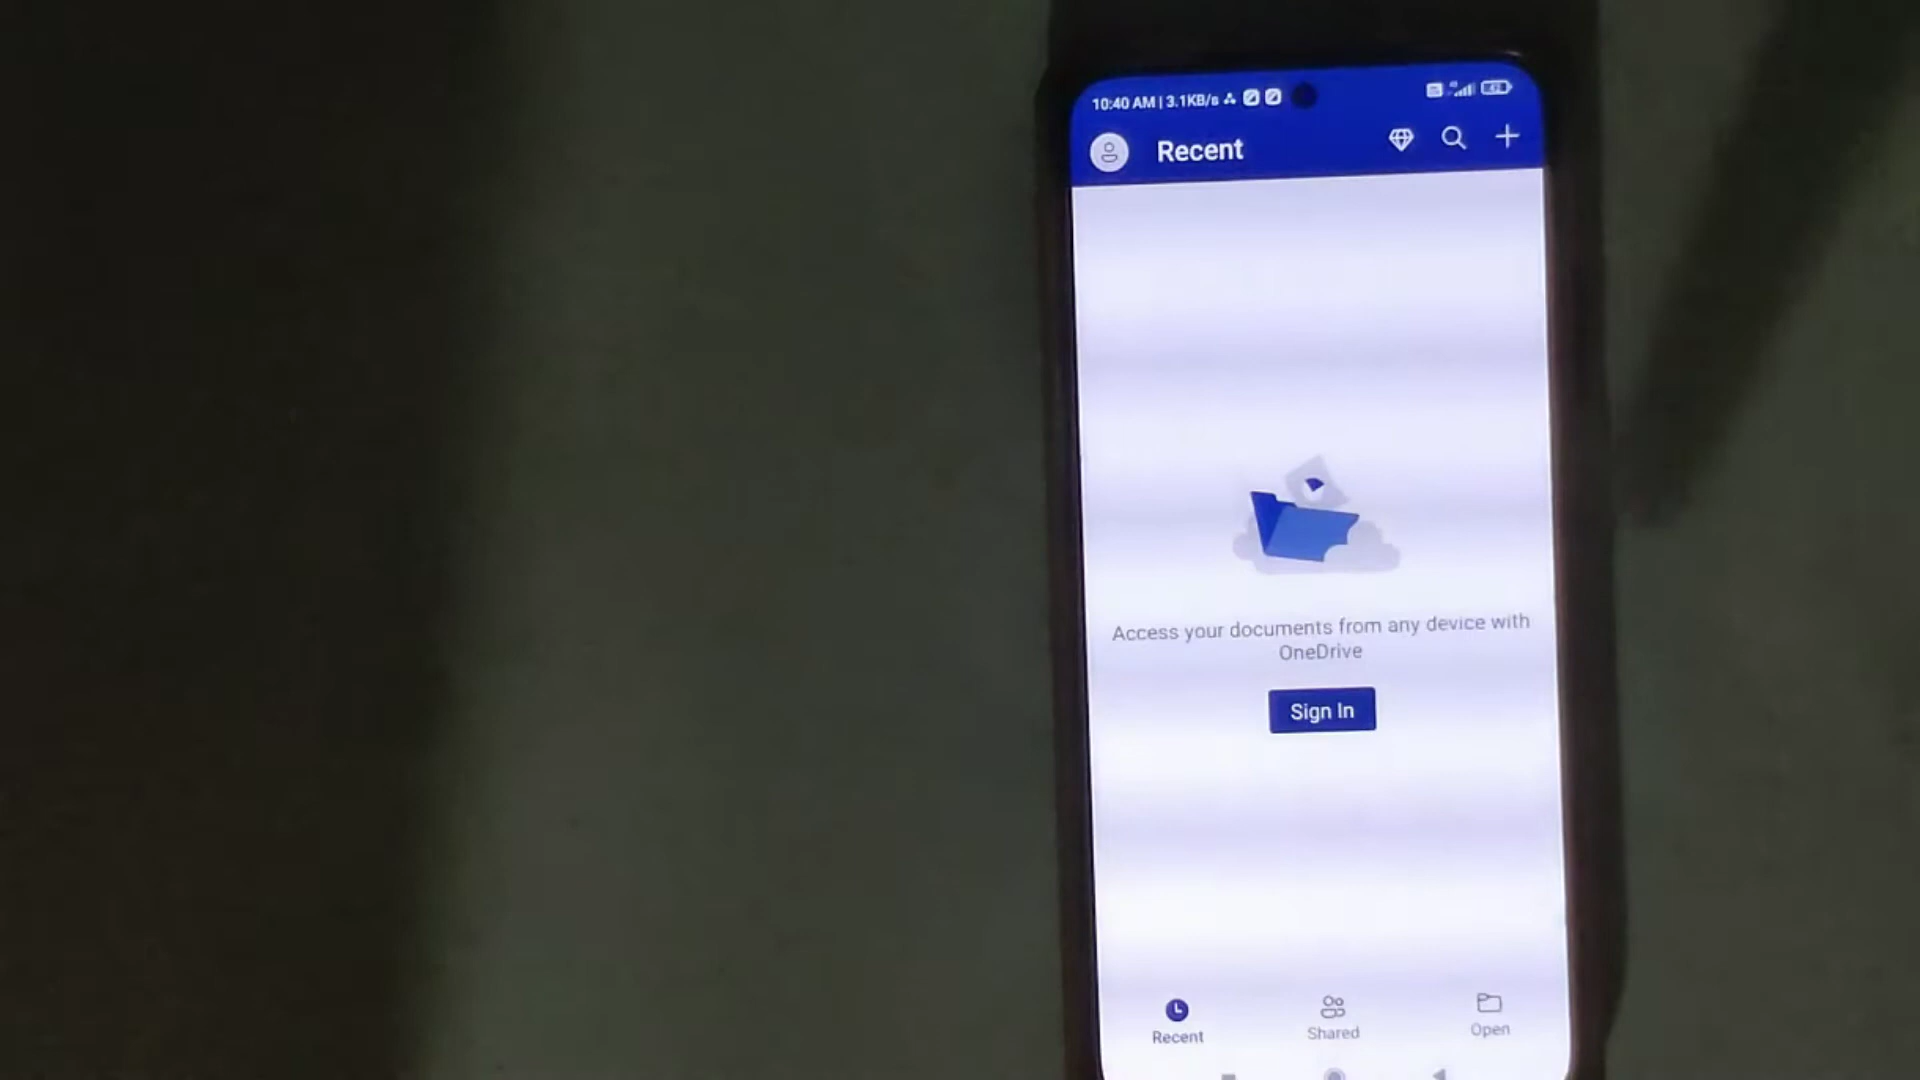 10:40 AM | 3.1KB/s
Recent
Access your documents from any device with
OneDrive
Sign In
Recent
Shared
Open